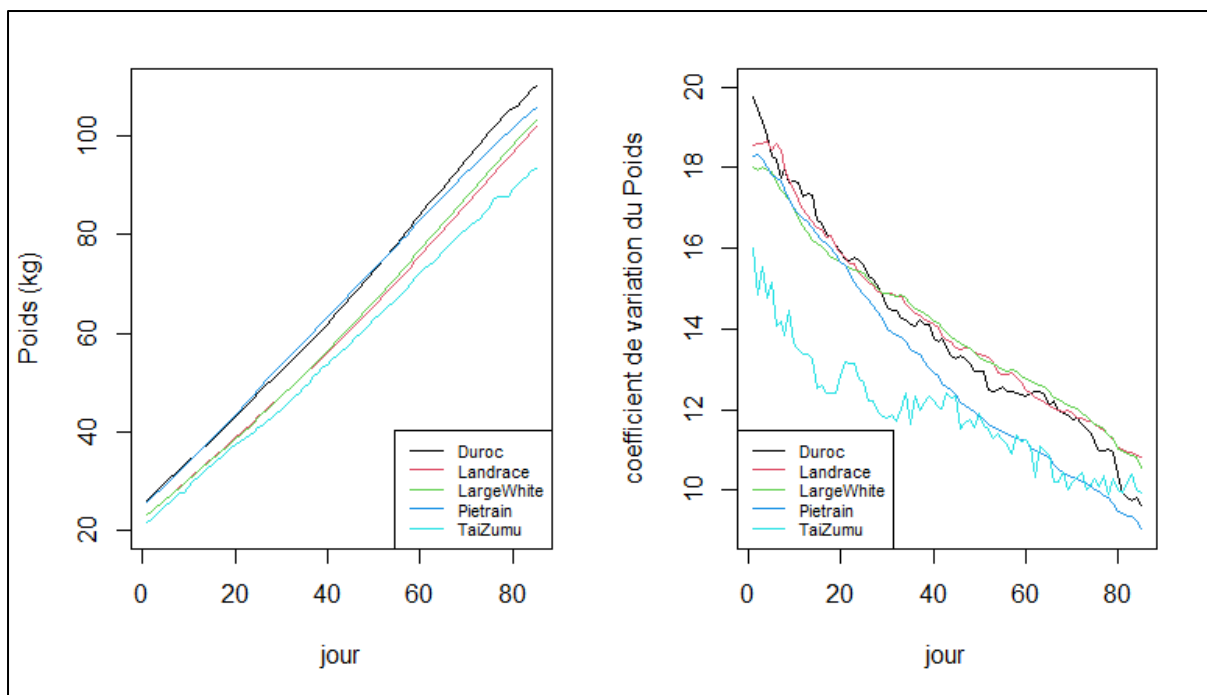 Poids (kg)
100
80
60
40
20
Duroc
Landrace
LargeWhite
Pietrain
TaiZumu
0 20 40 60 80
jour
coefficient de variation du Poids
20
18
16
14
12
10
Duroc
Landrace
LargeWhite
Pietrain
TaiZumu
0 20 40 60 80
jour